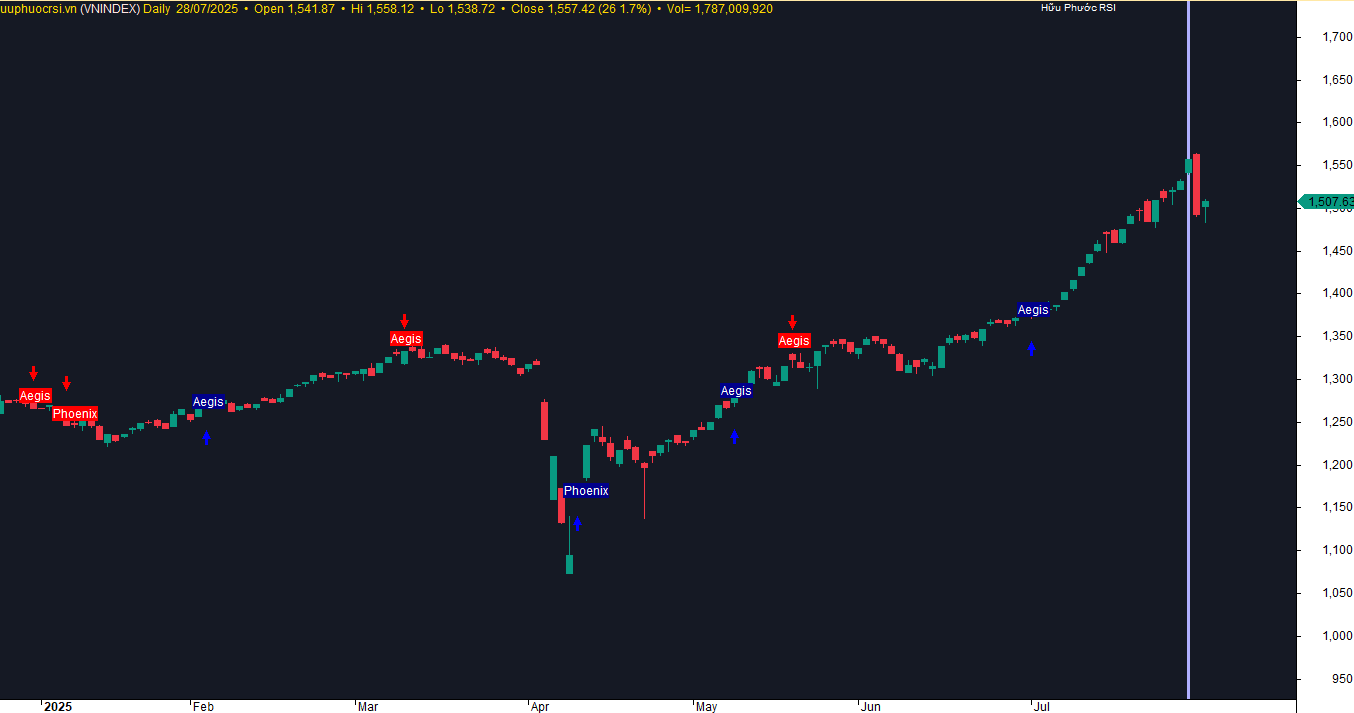 uuphuocrsi.vn (VNINDEX) Daily 28/07/2025 • Open 1,541.87 • Hi 1,558.12 • Lo 1,538.72 • Close 1,557.42 (26 1.7%) • Vol= 1,787,009,920
Hữu Phước RSI
1,700
1,650
1,600
1,550
1,507.63
1,500
1,450
1,400
Aegis
1,350
Aegis
Aegis
1,300
Aegis
Aegis
Aegis
Phoenix
1,250
1,200
Phoenix
1,150
1,100
1,050
1,000
950
2025 Feb Mar Apr May Jun Jul